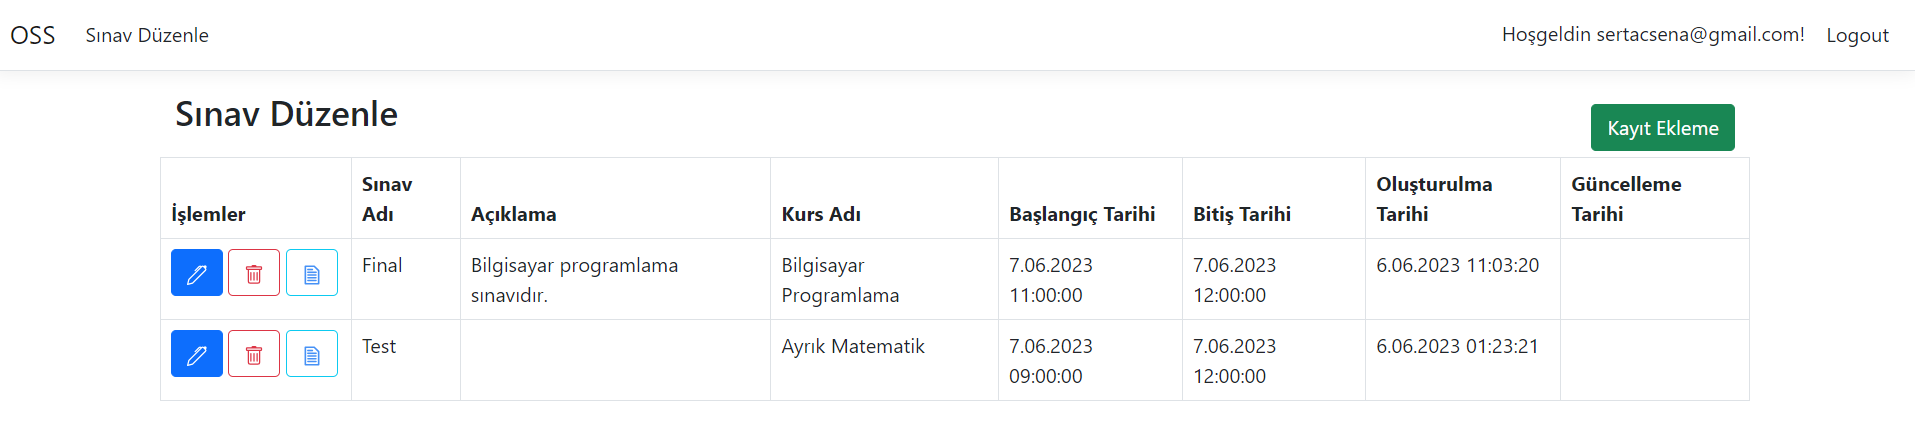 OSS Sınav Düzenle Hoşgeldin sertacsena@gmail.com! Logout
Sınav Düzenle
Kayıt Ekleme
İşlemler Sınav Adı Açıklama Kurs Adı Başlangıç Tarihi Bitiş Tarihi Oluşturulma Tarihi Güncelleme Tarihi
Final Bilgisayar programlama sınavıdır. Bilgisayar Programlama 7.06.2023 11:00:00 7.06.2023 12:00:00 6.06.2023 11:03:20
Test Ayrık Matematik 7.06.2023 09:00:00 7.06.2023 12:00:00 6.06.2023 01:23:21